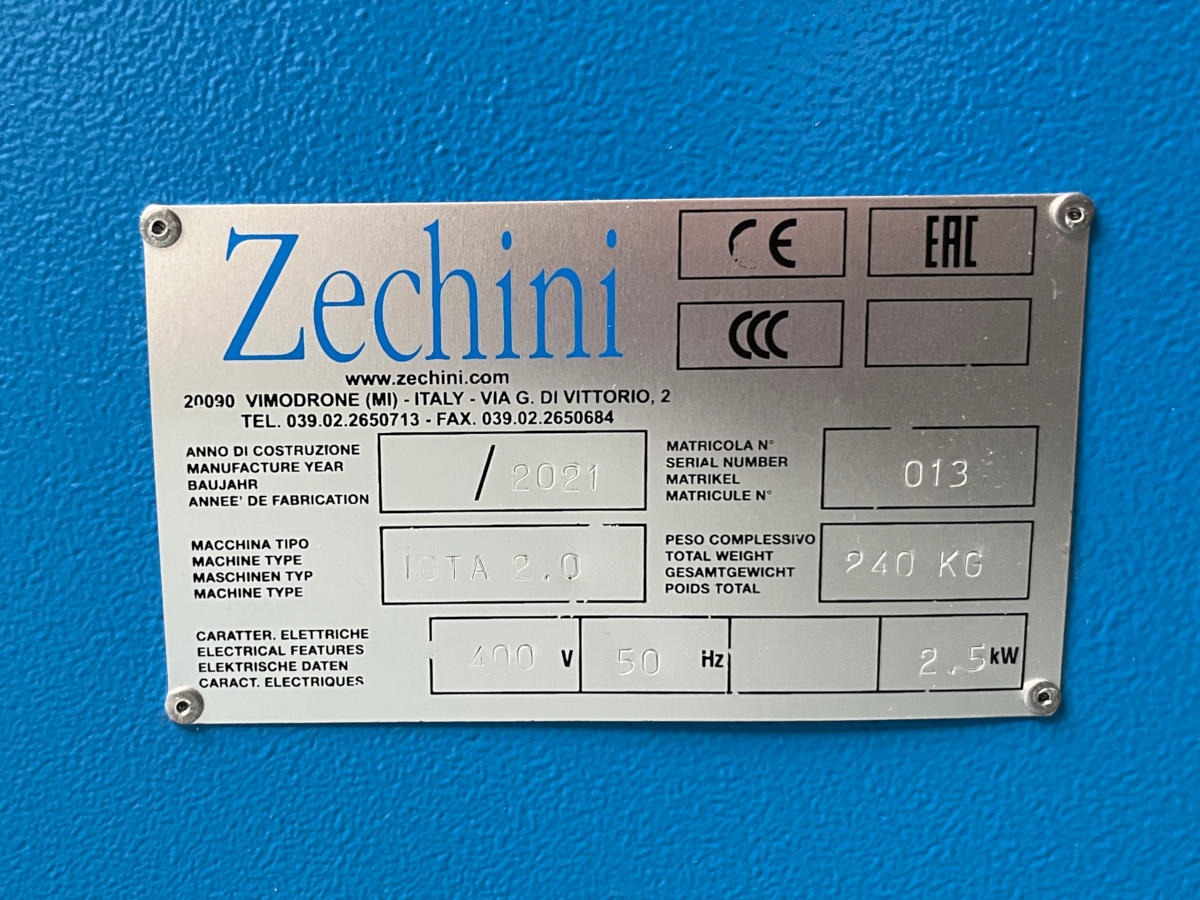 Zechini
CE
EAC
CCC
www.zechini.com
20090 VIMODRONE (MI) - ITALY - VIA G. DI VITTORIO, 2
TEL. 039.02.2650713 - FAX. 039.02.2650684
ANNO DI COSTRUZIONE
MANUFACTURE YEAR
BAUJAHR
ANNEE' DE FABRICATION
/ 2021
MATRICOLA N°
SERIAL NUMBER
MATRIKEL
MATRICULE N°
013
MACCHINA TIPO
MACHINE TYPE
MASCHINEN TYP
MACHINE TYPE
IOTA 2.0
PESO COMPLESSIVO
TOTAL WEIGHT
GESAMTGEWICHT
POIDS TOTAL
240 KG
CARATTER. ELETTRICHE
ELECTRICAL FEATURES
ELEKTRISCHE DATEN
CARACT. ELECTRIQUES
400 V
50 Hz
2.5 kW